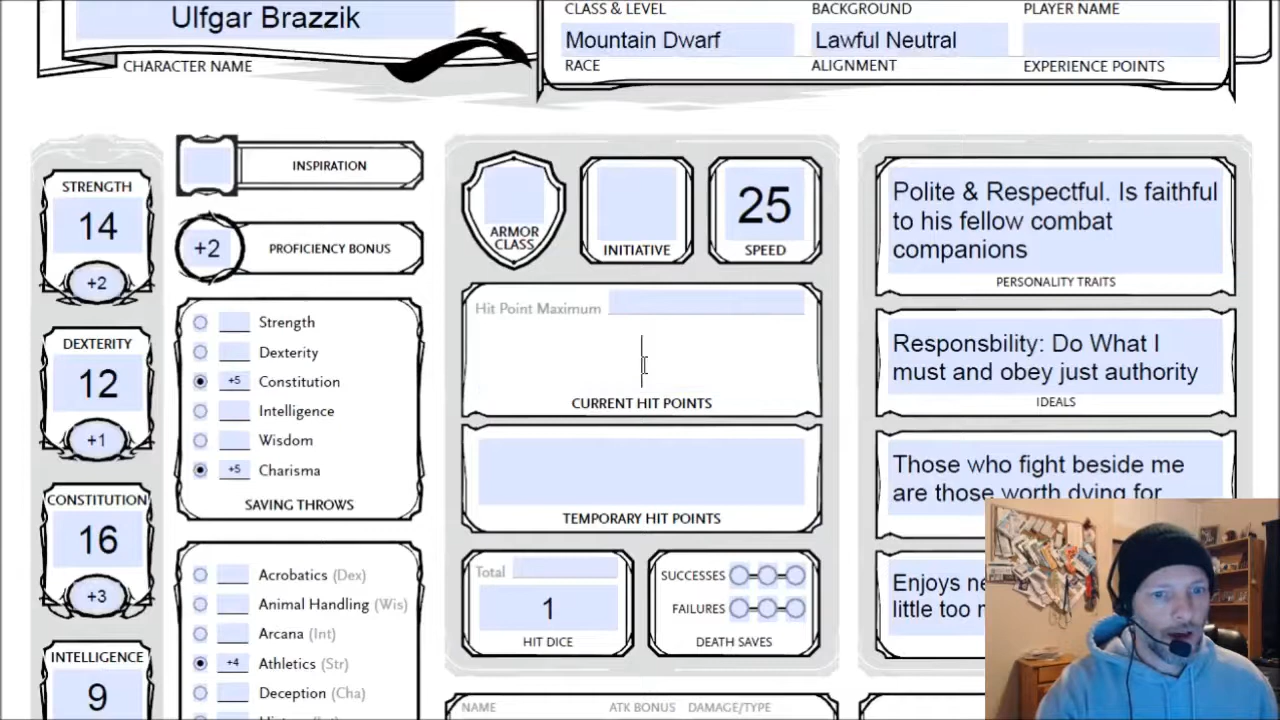 Ulfgar Brazzik
CHARACTER NAME
CLASS & LEVEL
BACKGROUND
PLAYER NAME
Mountain Dwarf
Lawful Neutral
RACE
ALIGNMENT
EXPERIENCE POINTS
STRENGTH
14
+2
DEXTERITY
12
+1
CONSTITUTION
16
+3
INTELLIGENCE
9
INSPIRATION
+2
PROFICIENCY BONUS
Strength
Dexterity
+5 Constitution
Intelligence
Wisdom
+5 Charisma
SAVING THROWS
Acrobatics (Dex)
Animal Handling (Wis)
Arcana (Int)
+4 Athletics (Str)
Deception (Cha)
ARMOR
CLASS
INITIATIVE
25
SPEED
Hit Point Maximum
CURRENT HIT POINTS
TEMPORARY HIT POINTS
Total
1
HIT DICE
SUCCESSES
FAILURES
DEATH SAVES
NAME
ATK BONUS
DAMAGE/TYPE
Polite & Respectful. Is faithful
to his fellow combat
companions
PERSONALITY TRAITS
Responsbility: Do What I
must and obey just authority
IDEALS
Those who fight beside me
are those worth dying for
Enjoys
little too